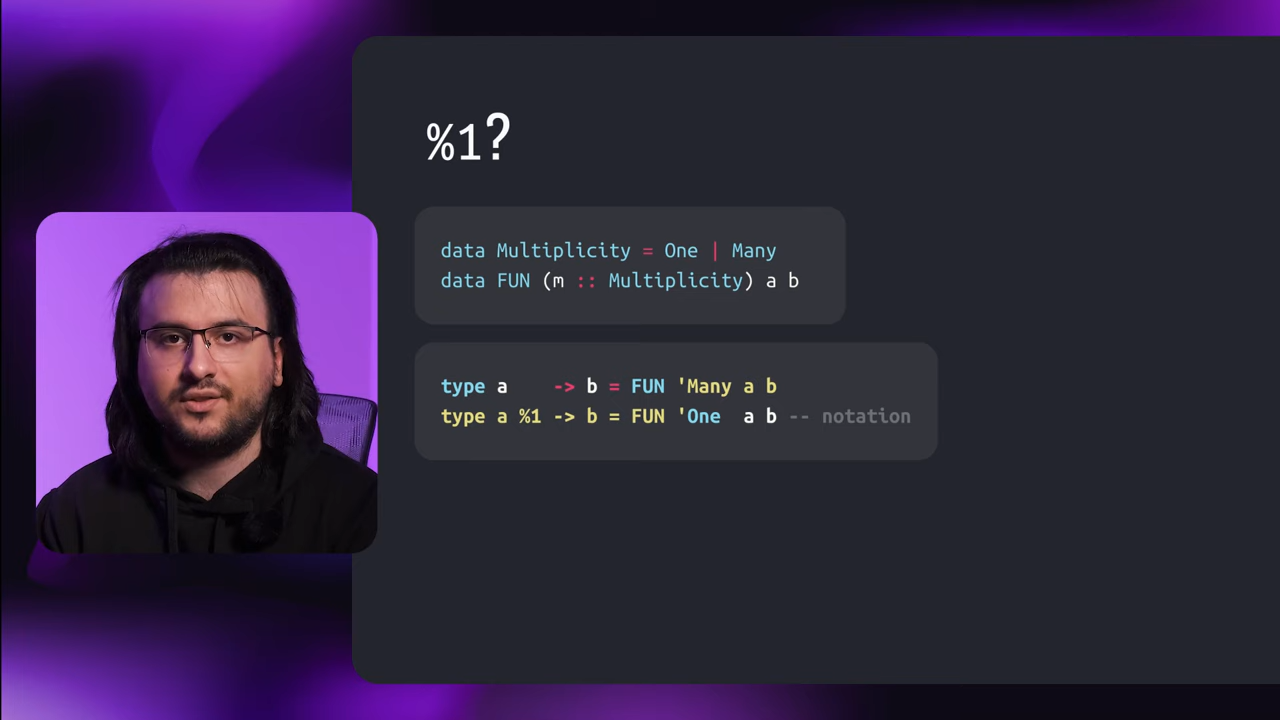 %1?
data Multiplicity = One | Many
data FUN (m :: Multiplicity) a b
type a    -> b = FUN 'Many a b
type a %1 -> b = FUN 'One  a b -- notation